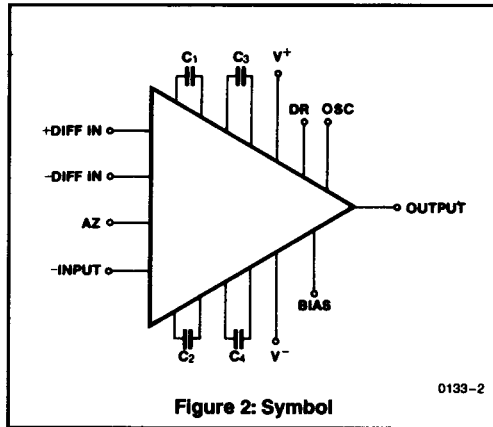 C₁ C₃ V⁺
DR OSC
+DIFF IN
−DIFF IN
AZ
−INPUT
OUTPUT
BIAS
C₂ C₄ V⁻
0133–2
Figure 2: Symbol